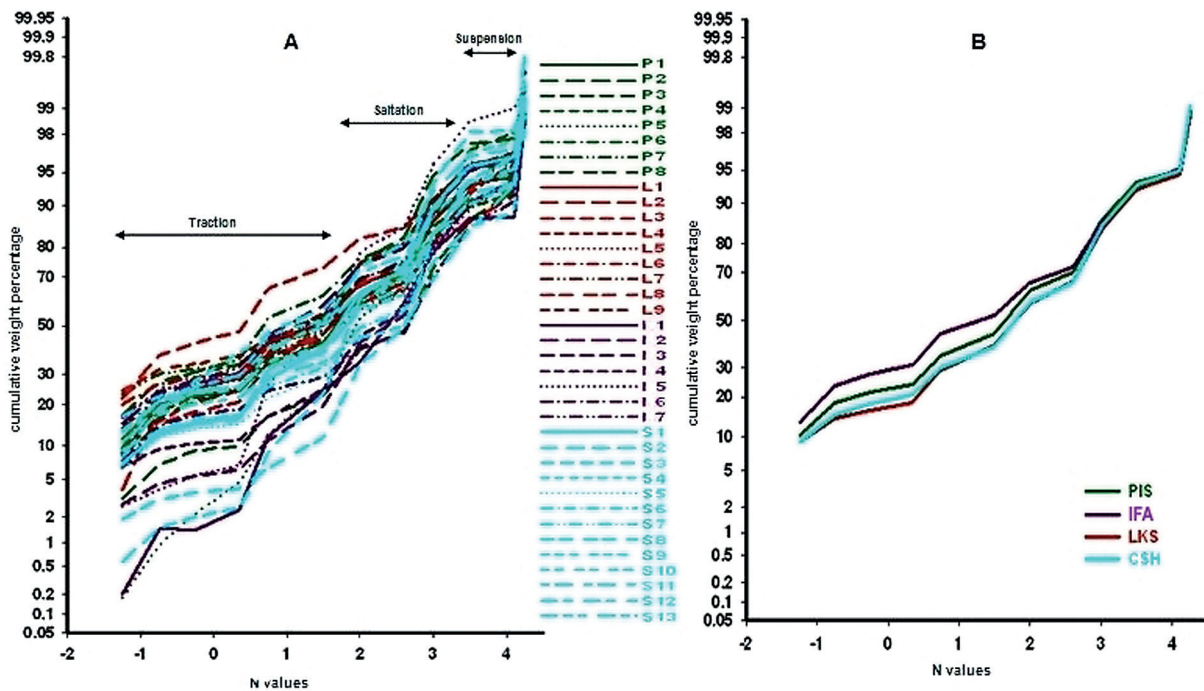 A
Suspension
Saltation
Traction
cumulative weight percentage
99.95
99.9
99.8
99
98
95
90
80
70
50
30
20
10
5
2
1
0.5
0.2
0.1
0.05
-2 -1 0 1 2 3 4
N values
P1
P2
P3
P4
P5
P6
P7
P8
L1
L2
L3
L4
L5
L6
L7
L8
L9
I 1
I 2
I 3
I 4
I 5
I 6
I 7
S1
S2
S3
S4
S5
S6
S7
S8
S9
S10
S11
S12
S13
B
cumulative weight percentage
99.95
99.9
99.8
99
98
95
90
70
50
30
20
10
5
2
1
0.5
0.2
0.1
0.05
-2 -1 0 1 2 3 4
N values
PIS
IFA
LKS
CSH